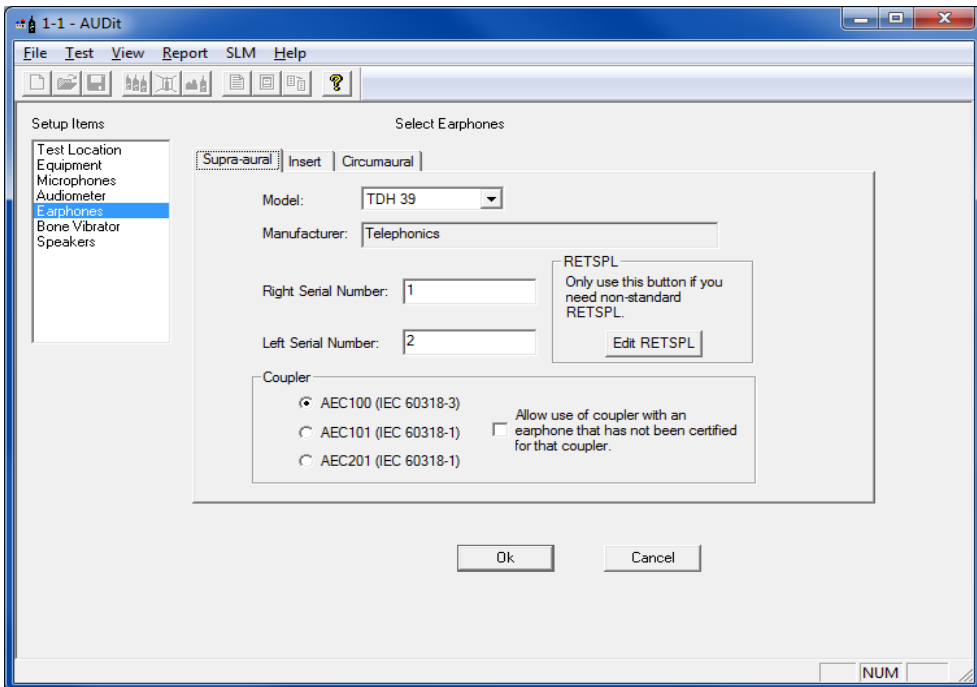 1-1 - AUDit
File Test View Report SLM Help
Setup Items
Test Location
Equipment
Microphones
Audiometer
Earphones
Bone Vibrator
Speakers
Select Earphones
Supra-aural Insert Circumaural
Model: TDH 39
Manufacturer: Telephonics
Right Serial Number: 1
Left Serial Number: 2
RETSPL
Only use this button if you
need non-standard
RETSPL.
Edit RETSPL
Coupler
AEC100 (IEC 60318-3)
AEC101 (IEC 60318-1)
AEC201 (IEC 60318-1)
Allow use of coupler with an
earphone that has not been certified
for that coupler.
Ok Cancel
NUM